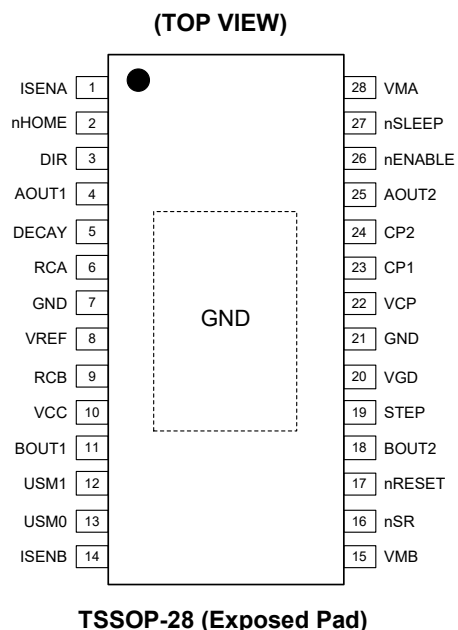 (TOP VIEW)
ISENA 1 28 VMA
nHOME 2 27 nSLEEP
DIR 3 26 nENABLE
AOUT1 4 25 AOUT2
DECAY 5 24 CP2
RCA 6 23 CP1
GND 7 22 VCP
VREF 8 21 GND
GND
RCB 9 20 VGD
VCC 10 19 STEP
BOUT1 11 18 BOUT2
USM1 12 17 nRESET
USM0 13 16 nSR
ISENB 14 15 VMB
TSSOP-28 (Exposed Pad)